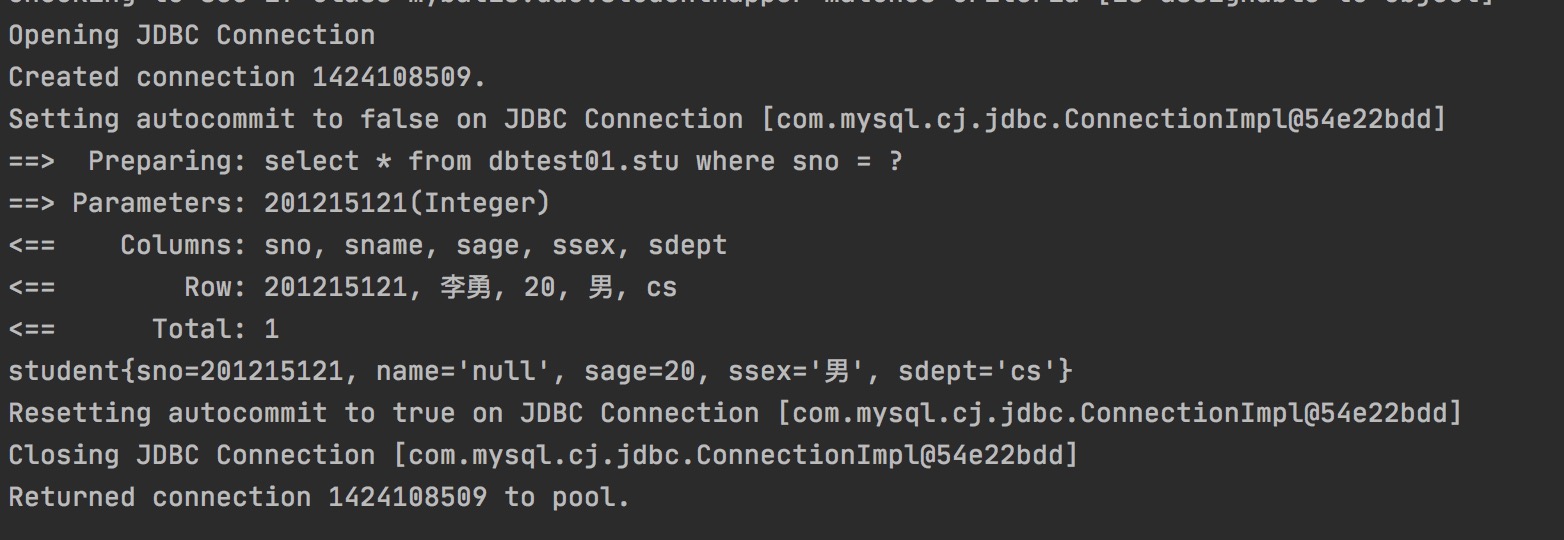 Opening JDBC Connection
Created connection 1424108509.
Setting autocommit to false on JDBC Connection [com.mysql.cj.jdbc.ConnectionImpl@54e22bdd]
==>  Preparing: select * from dbtest01.stu where sno = ?
==> Parameters: 201215121(Integer)
<==    Columns: sno, sname, sage, ssex, sdept
<==        Row: 201215121, 李勇, 20, 男, cs
<==      Total: 1
student{sno=201215121, name='null', sage=20, ssex='男', sdept='cs'}
Resetting autocommit to true on JDBC Connection [com.mysql.cj.jdbc.ConnectionImpl@54e22bdd]
Closing JDBC Connection [com.mysql.cj.jdbc.ConnectionImpl@54e22bdd]
Returned connection 1424108509 to pool.